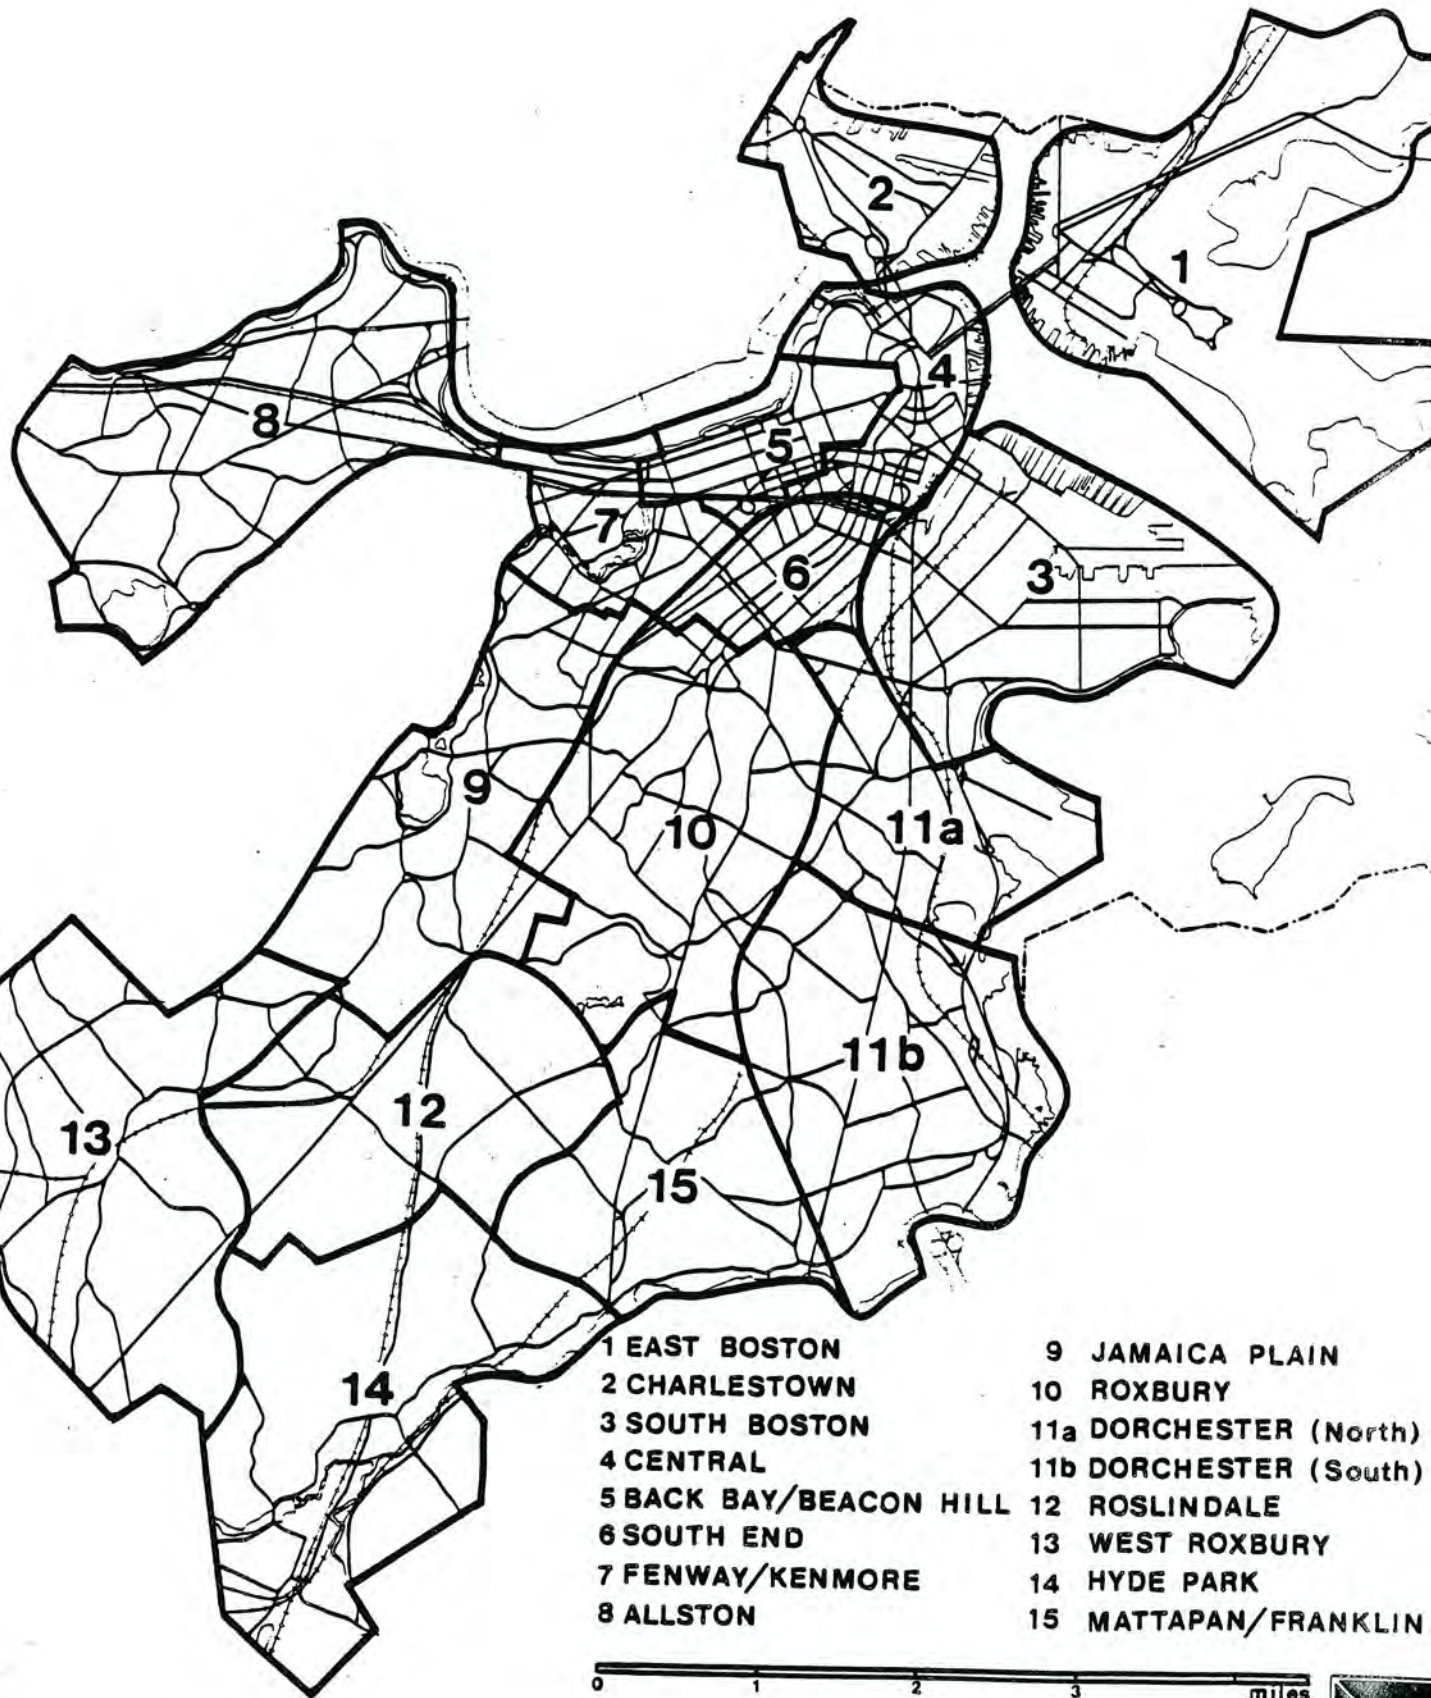 2
1
4
8
5
7
6
3
9
10
11a
11b
12
13
15
14
1 EAST BOSTON
2 CHARLESTOWN
3 SOUTH BOSTON
4 CENTRAL
5 BACK BAY/BEACON HILL
6 SOUTH END
7 FENWAY/KENMORE
8 ALLSTON
9 JAMAICA PLAIN
10 ROXBURY
11a DORCHESTER (North)
11b DORCHESTER (South)
12 ROSLINDALE
13 WEST ROXBURY
14 HYDE PARK
15 MATTAPAN/FRANKLIN
0 1 2 3 miles